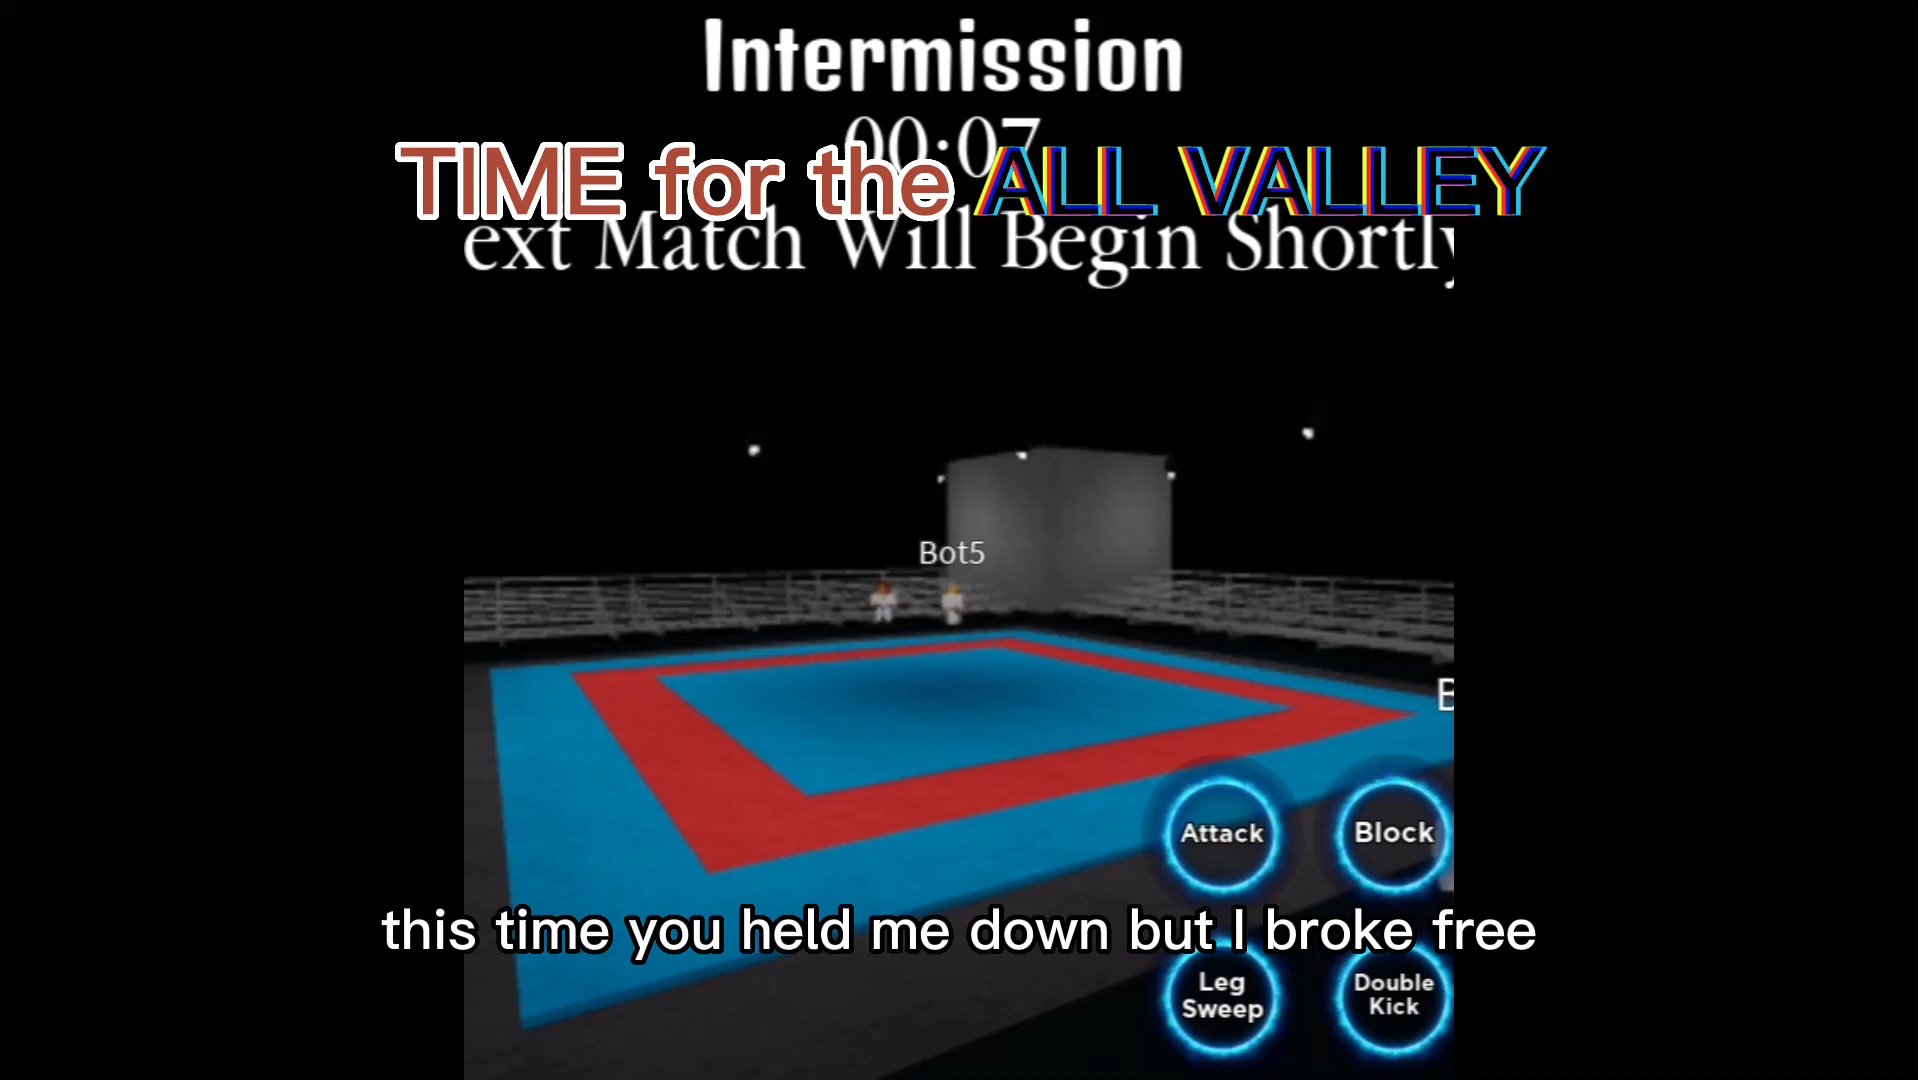 Intermission
00:07
TIME for the ALL VALLEY
ext Match Will Begin Shortly
Bot5
B
Attack
Block
this time you held me down but I broke free
Leg
Sweep
Double
Kick